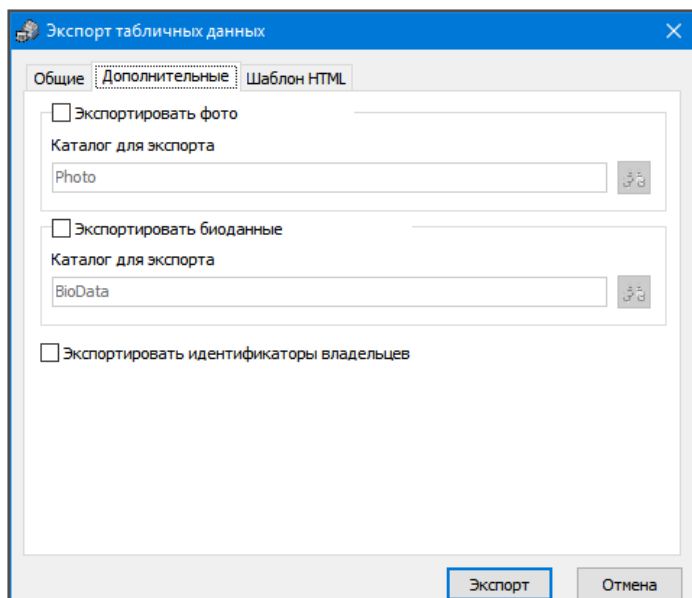 Экспорт табличных данных
Общие Дополнительные Шаблон HTML
Экспортировать фото
Каталог для экспорта
Photo
Экспортировать биоданные
Каталог для экспорта
BioData
Экспортировать идентификаторы владельцев
Экспорт Отмена